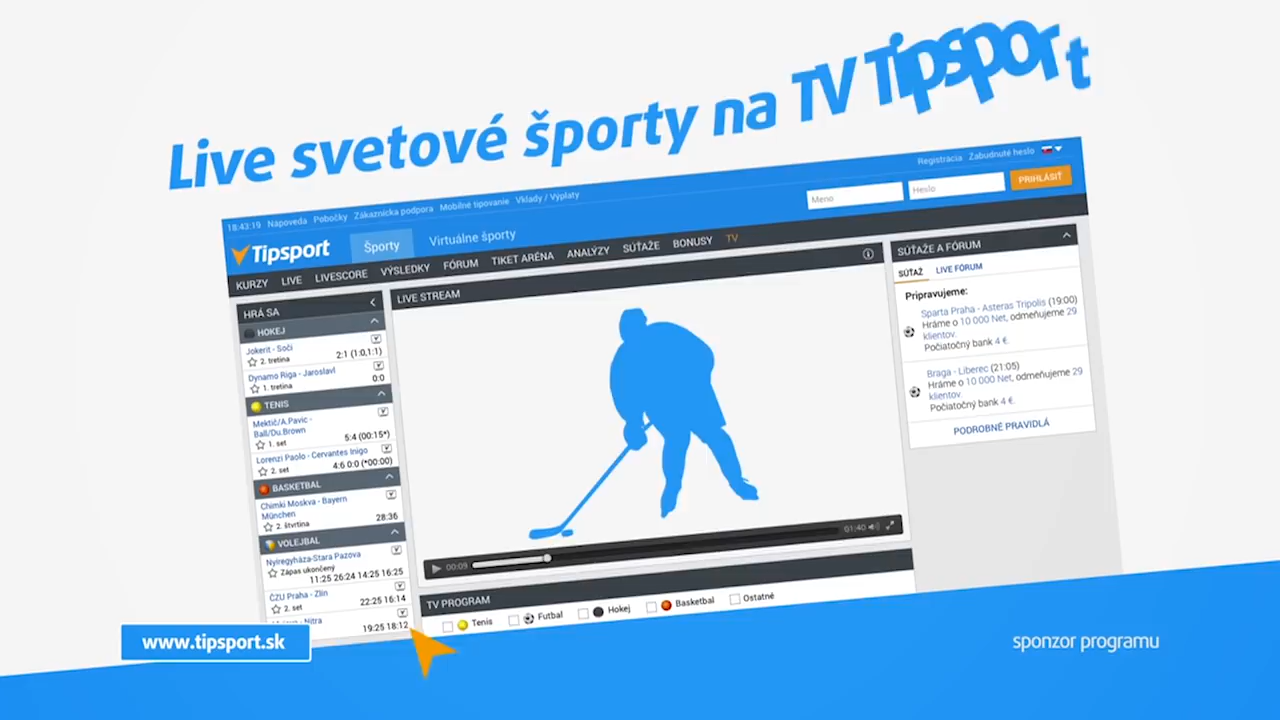 Live svetové športy na TV Tipsport
18:43:19 Nápoveda Pobočky Zákaznícka podpora Mobilné tipovanie Vklady / Výplaty
Registrácia Zabudnuté heslo
Meno Heslo PRIHLÁSIŤ
Tipsport Športy Virtuálne športy
KURZY LIVE LIVESCORE VÝSLEDKY FÓRUM TIKET ARÉNA ANALÝZY SÚŤAŽE BONUSY TV
HRÁ SA
HOKEJ
Jokerit - Soči
2. tretina 2:1 (1:0,1:1)
Dynamo Riga - Jaroslavl
1. tretina 0:0
TENIS
Mektič/A.Pavic -
Ball/Du.Brown
1. set 5:4 (00:15*)
Lorenzi Paolo - Cervantes Inigo
2. set 4:6 0:0 (*00:00)
BASKETBAL
Chimki Moskva - Bayern
München
2. štvrtina 28:36
VOLEJBAL
Nyiregyháza-Stara Pazova
Zápas ukončený
11:25 26:24 14:25 16:25
ČZU Praha - Zlín
2. set 22:25 16:14
Nitra
19:25 18:12
LIVE STREAM
00:09 01:40
TV PROGRAM
Tenis Futbal Hokej Basketbal Ostatné
SÚŤAŽE A FÓRUM
SÚŤAŽ LIVE FÓRUM
Pripravujeme:
Sparta Praha - Asteras Tripolis (19:00)
Hráme o 10 000 Net, odmeňujeme 29
klientov.
Počiatočný bank 4 €.
Braga - Liberec (21:05)
Hráme o 10 000 Net, odmeňujeme 29
klientov.
Počiatočný bank 4 €.
PODROBNÉ PRAVIDLÁ
www.tipsport.sk
sponzor programu